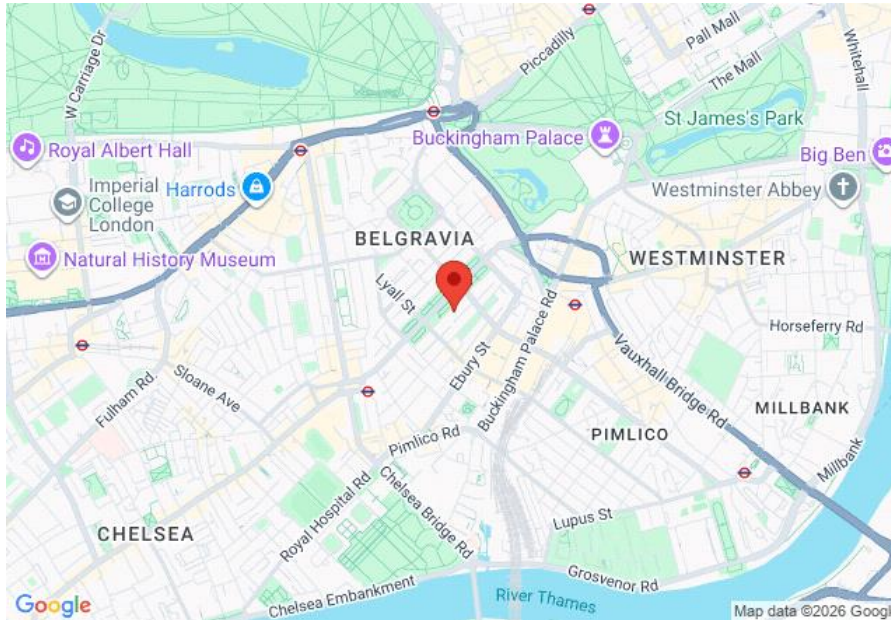 W Carriage Dr
Piccadilly
Pall Mall
The Mall
Whitehall
Royal Albert Hall
Buckingham Palace
St James's Park
Big Ben
Imperial
College
London
Harrods
Westminster Abbey
Natural History Museum
BELGRAVIA
WESTMINSTER
Lyall St
Horseferry Rd
Ebury St
Buckingham Palace Rd
Vauxhall Bridge Rd
Sloane Ave
Fulham Rd.
MILLBANK
PIMLICO
Pimlico Rd
Millbank
Royal Hospital Rd
Chelsea Bridge Rd
CHELSEA
Lupus St
Grosvenor Rd
Chelsea Embankment
River Thames
Google
Map data ©2026 Googl